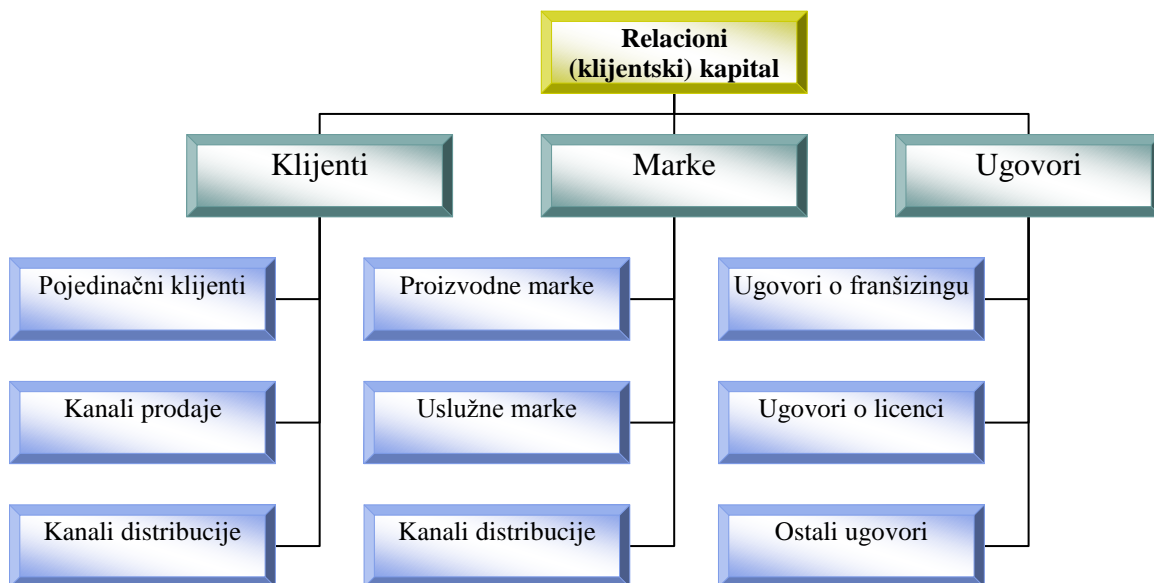 Relacioni
(klijentski) kapital
Klijenti
Marke
Ugovori
Pojedinačni klijenti
Proizvodne marke
Ugovori o franšizingu
Kanali prodaje
Uslužne marke
Ugovori o licenci
Kanali distribucije
Kanali distribucije
Ostali ugovori